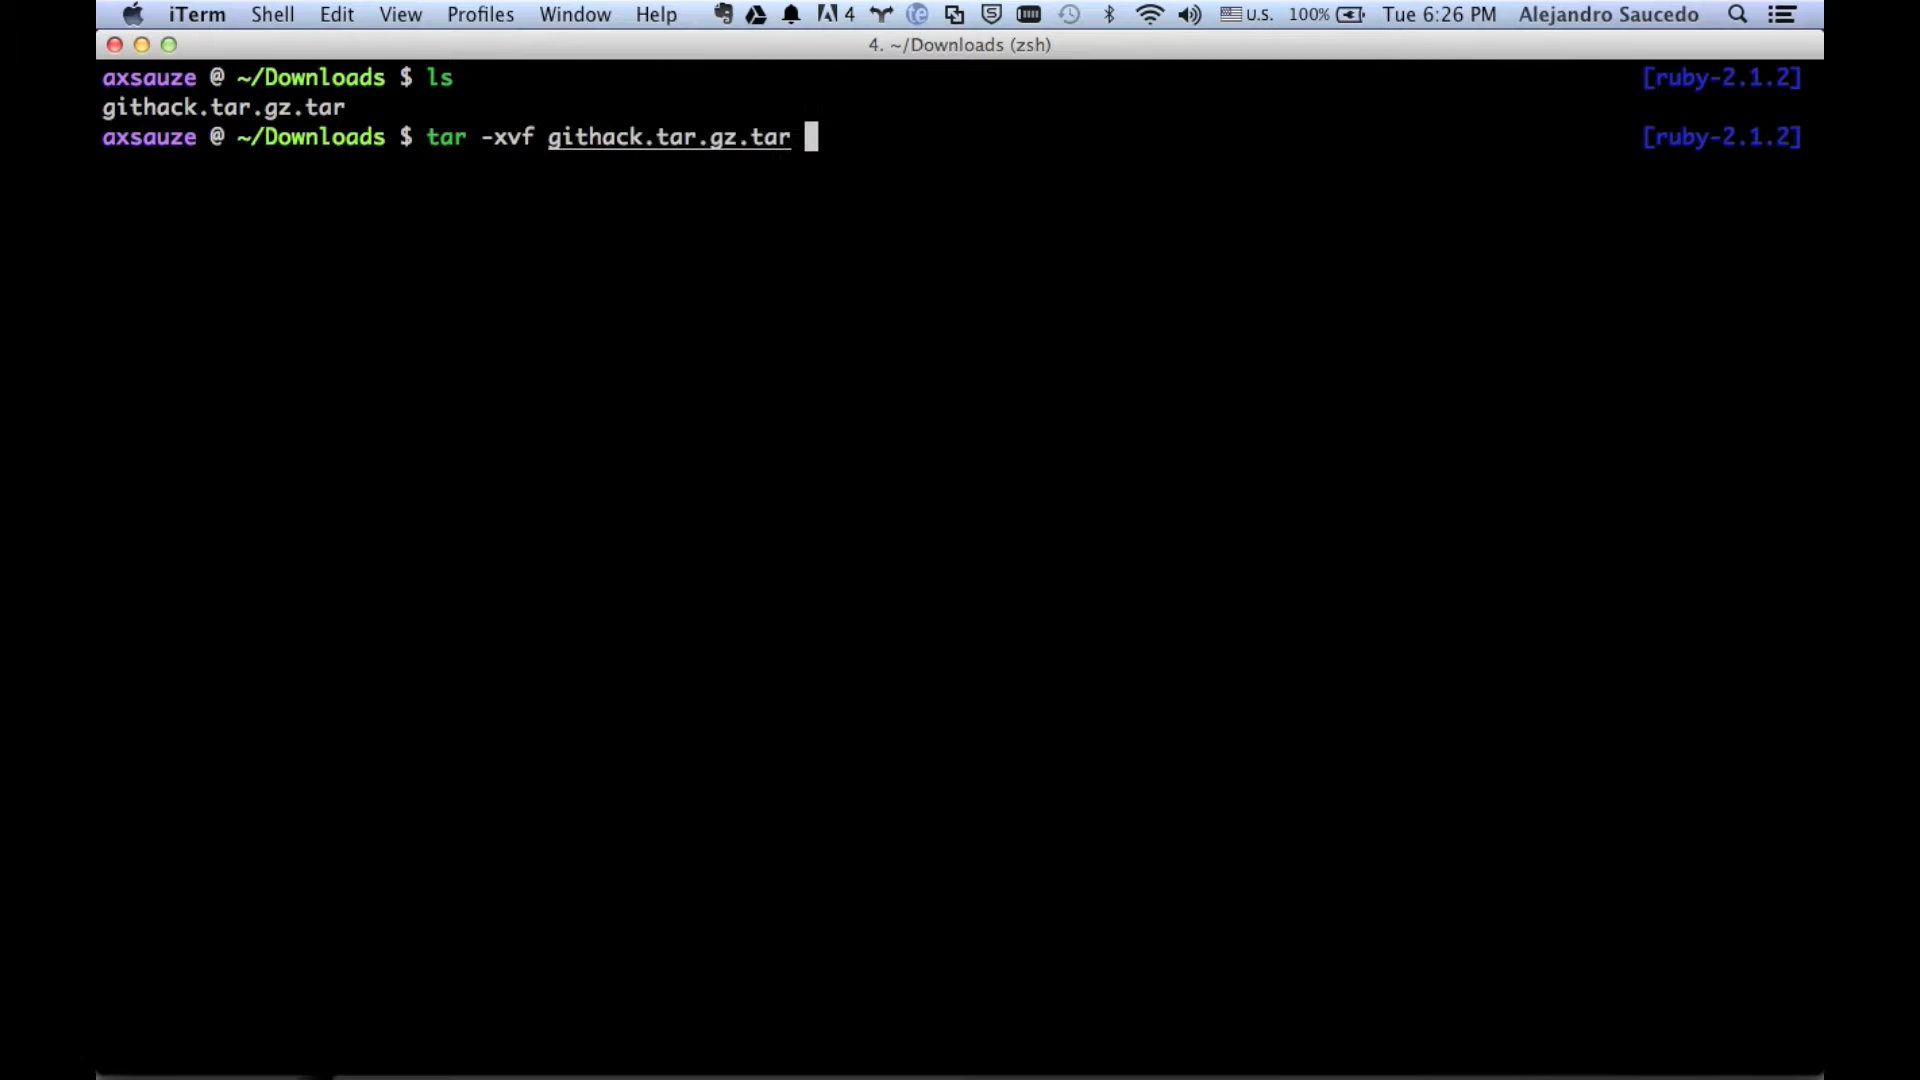 iTerm Shell Edit View Profiles Window Help 4 U.S. 100% Tue 6:26 PM Alejandro Saucedo
4. ~/Downloads (zsh)
axsauze @ ~/Downloads $ ls [ruby-2.1.2]
githack.tar.gz.tar
axsauze @ ~/Downloads $ tar -xvf githack.tar.gz.tar [ruby-2.1.2]